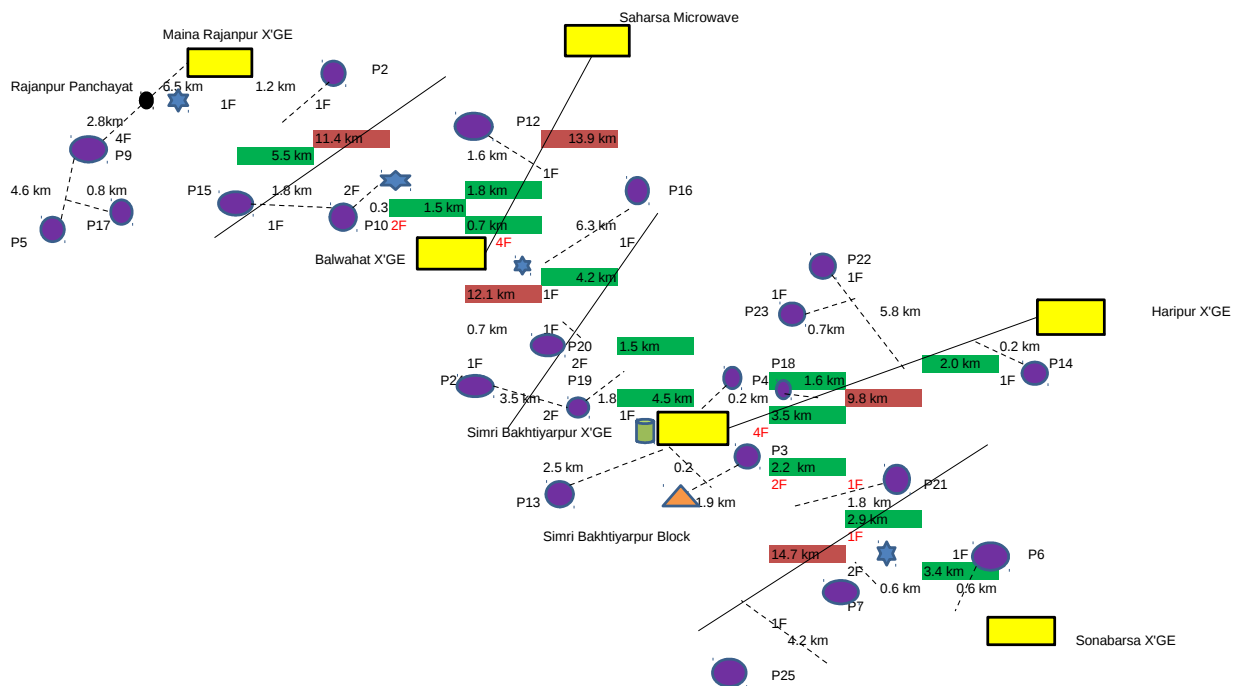 Saharsa Microwave
Maina Rajanpur X'GE
P2
Rajanpur Panchayat
6.5 km
1.2 km
1F
1F
2.8km
4F
P9
P12
11.4 km
13.9 km
5.5 km
1.6 km
1F
4.6 km
0.8 km
P15
1.8 km
2F
1.8 km
P16
0.3
1.5 km
P17
1F
P10
2F
0.7 km
6.3 km
P5
4F
1F
Balwahat X'GE
P22
1F
4.2 km
12.1 km
1F
1F
P23
5.8 km
Haripur X'GE
0.7km
0.7 km
1F
P20
1.5 km
0.2 km
1F
2F
P18
2.0 km
P14
P19
P4
1.6 km
1F
3.5 km
1.8
4.5 km
0.2 km
9.8 km
2F
1F
3.5 km
Simri Bakhtiyarpur X'GE
4F
P3
2.5 km
0.2
2.2 km
2F
1F
P21
P13
1.9 km
1.8 km
2.9 km
Simri Bakhtiyarpur Block
1F
14.7 km
1F
P6
2F
3.4 km
0.6 km
0.6 km
P7
1F
4.2 km
Sonabarsa X'GE
P25